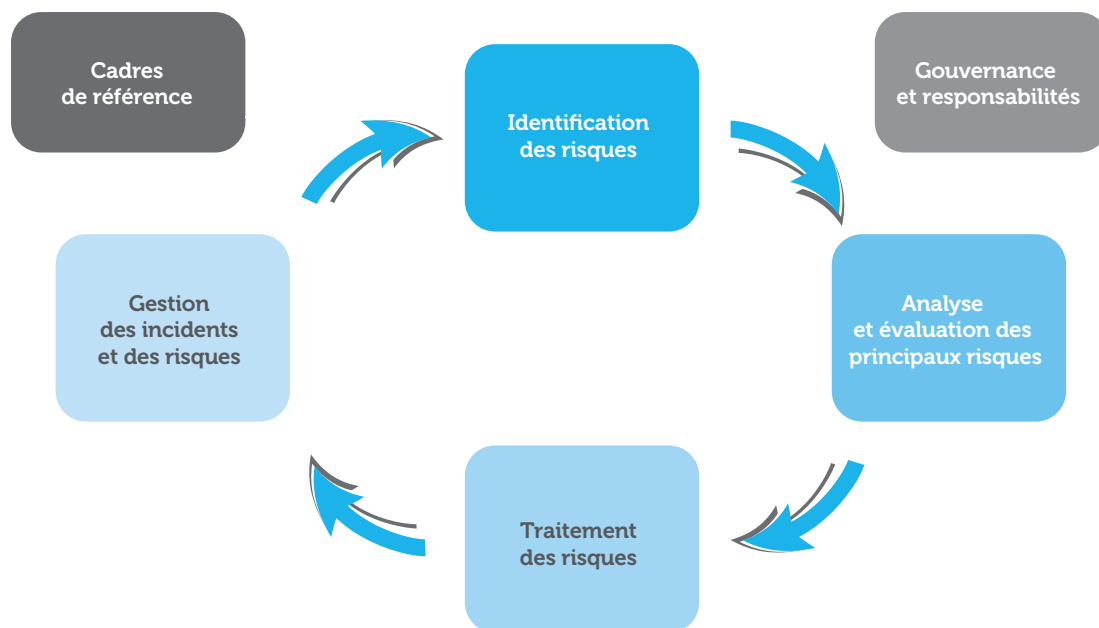 Cadres
de référence
Identification
des risques
Gouvernance
et responsabilités
Gestion
des incidents
et des risques
Analyse
et évaluation des
principaux risques
Traitement
des risques